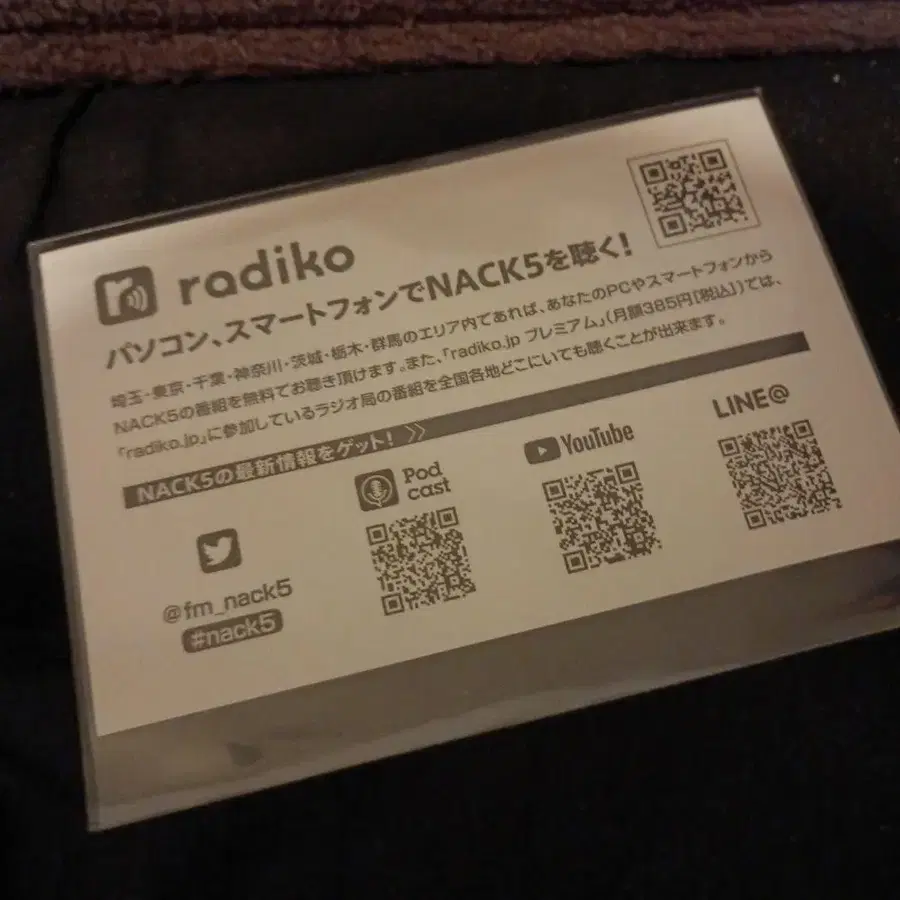 radiko
パソコン、スマートフォンでNACK5を聴く!
埼玉・東京・千葉・神奈川・茨城・栃木・群馬のエリア内であれば、あなたのPCやスマートフォンから
NACK5の番組を無料でお聴き頂けます。また、「radiko.jp プレミアム」(月額385円[税込])では、
「radiko.jp」に参加しているラジオ局の番組を全国各地どこにいても聴くことが出来ます。
NACK5の最新情報をゲット!
@fm_nack5
#nack5
Pod
cast
YouTube
LINE@